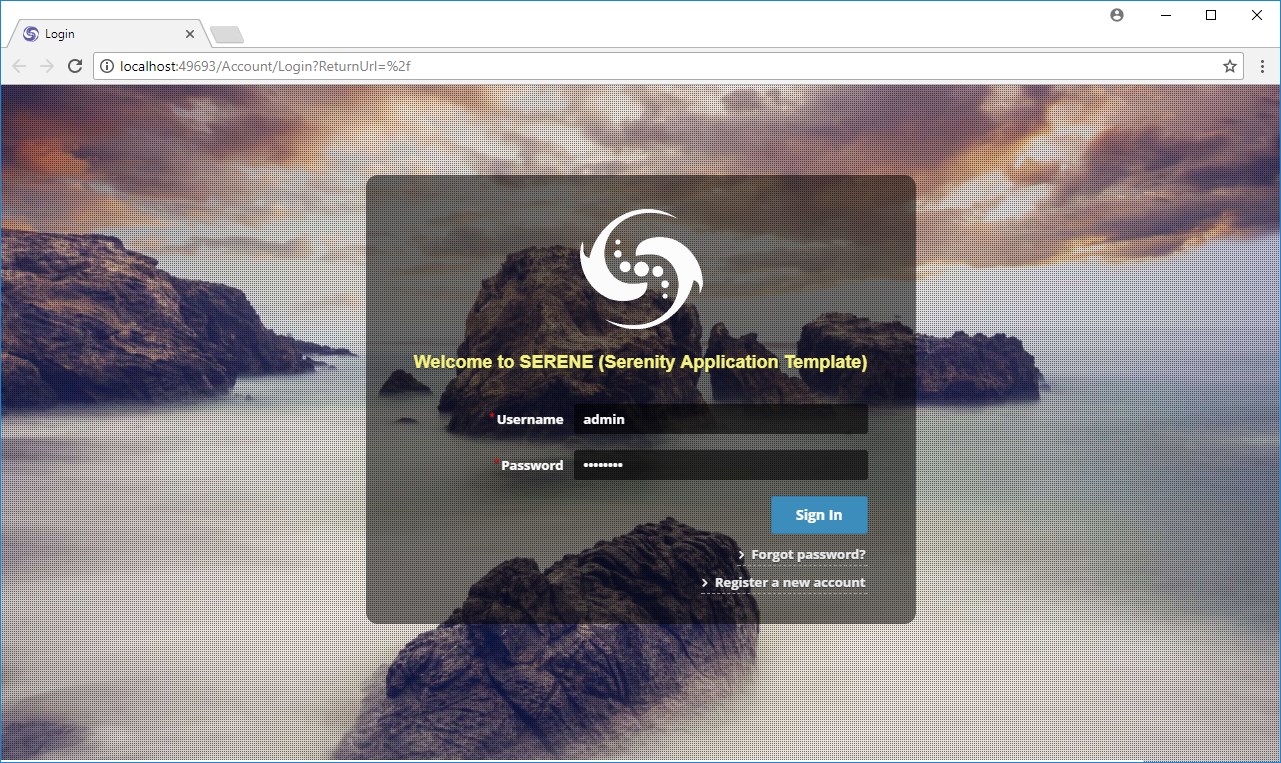 Login
localhost:49693/Account/Login?ReturnUrl=%2f
Welcome to SERENE (Serenity Application Template)
*Username admin
*Password ••••••••
Sign In
Forgot password?
Register a new account